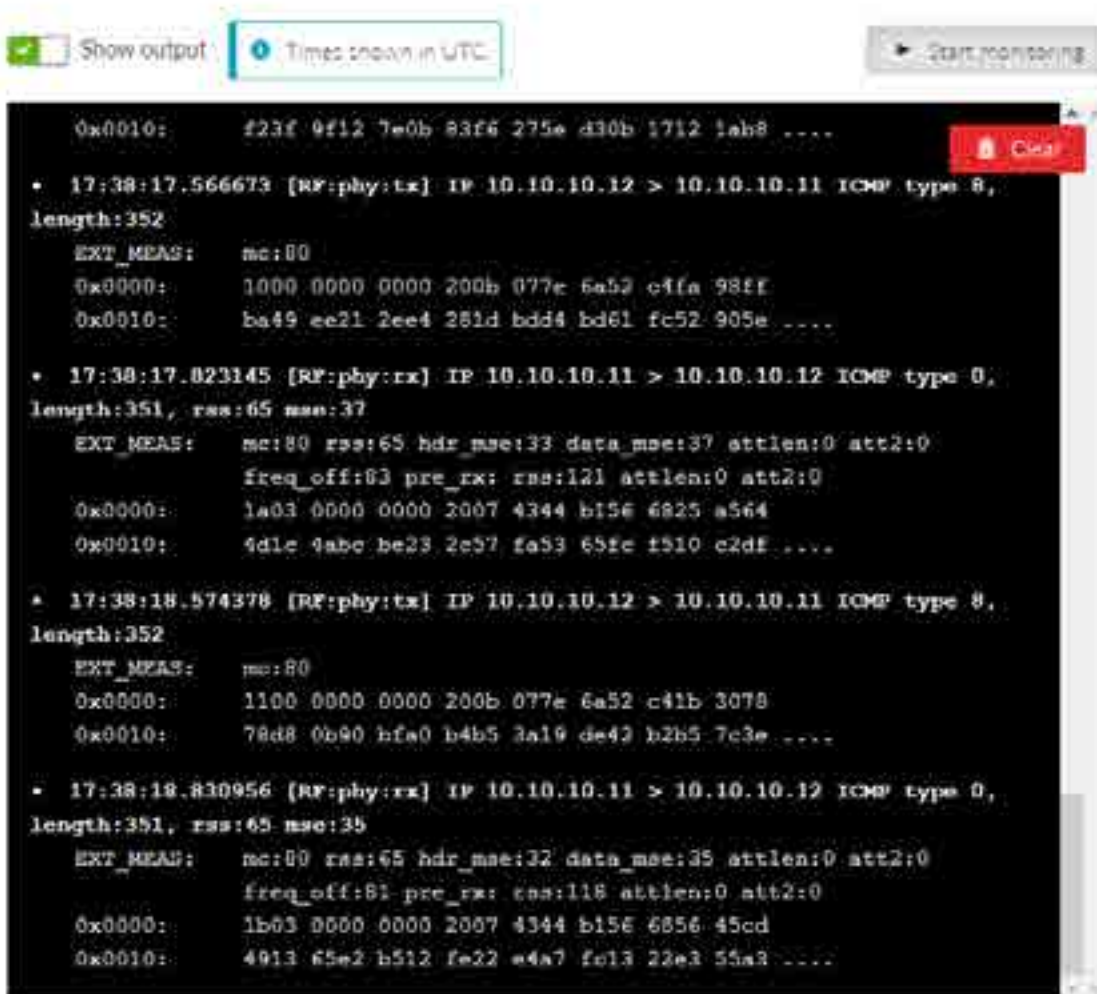 Show output
Times shown in UTC
Start monitoring
0x0010: f23f 9f12 7e0b 83f6 275e d30b 1712 1ab8 ....
Clear
• 17:38:17.566673 [RF:phy:tx] IP 10.10.10.12 > 10.10.10.11 ICMP type 8,
length:352
EXT_MEAS: mc:80
0x0000: 1000 0000 0000 200b 077e 6a52 c4fa 98ff
0x0010: ba49 ee21 2ee4 281d bdd4 bd61 fc52 905e ....
• 17:38:17.823145 [RF:phy:rx] IP 10.10.10.11 > 10.10.10.12 ICMP type 0,
length:351, rss:65 mse:37
EXT_MEAS: mc:80 rss:65 hdr_mse:33 data_mse:37 attlen:0 att2:0
freq_off:83 pre_rx: rss:121 attlen:0 att2:0
0x0000: 1a03 0000 0000 2007 4344 b156 6825 a564
0x0010: 4d1c 4abc be23 2c57 fa53 65fc f510 c2df ....
• 17:38:18.574378 [RF:phy:tx] IP 10.10.10.12 > 10.10.10.11 ICMP type 8,
length:352
EXT_MEAS: mc:80
0x0000: 1100 0000 0000 200b 077e 6a52 c41b 3078
0x0010: 78d8 0b90 bfa0 b4b5 3a19 de42 b2b5 7c3e ....
• 17:38:18.830956 [RF:phy:rx] IP 10.10.10.11 > 10.10.10.12 ICMP type 0,
length:351, rss:65 mse:35
EXT_MEAS: mc:80 rss:65 hdr_mse:32 data_mse:35 attlen:0 att2:0
freq_off:81 pre_rx: rss:118 attlen:0 att2:0
0x0000: 1b03 0000 0000 2007 4344 b156 6856 45cd
0x0010: 4913 65e2 b512 fe22 e4a7 fc13 22e3 55a3 ....